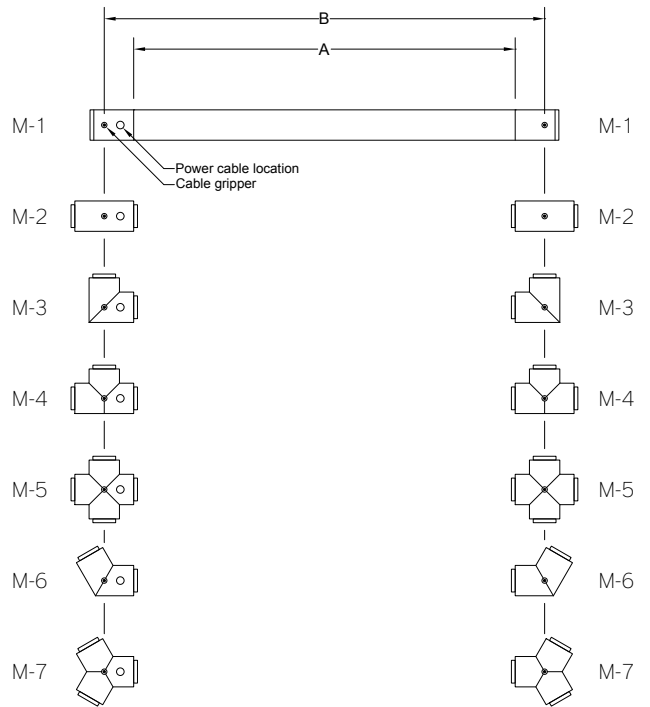 B
A
M-1 M-1
Power cable location
Cable gripper
M-2 M-2
M-3 M-3
M-4 M-4
M-5 M-5
M-6 M-6
M-7 M-7